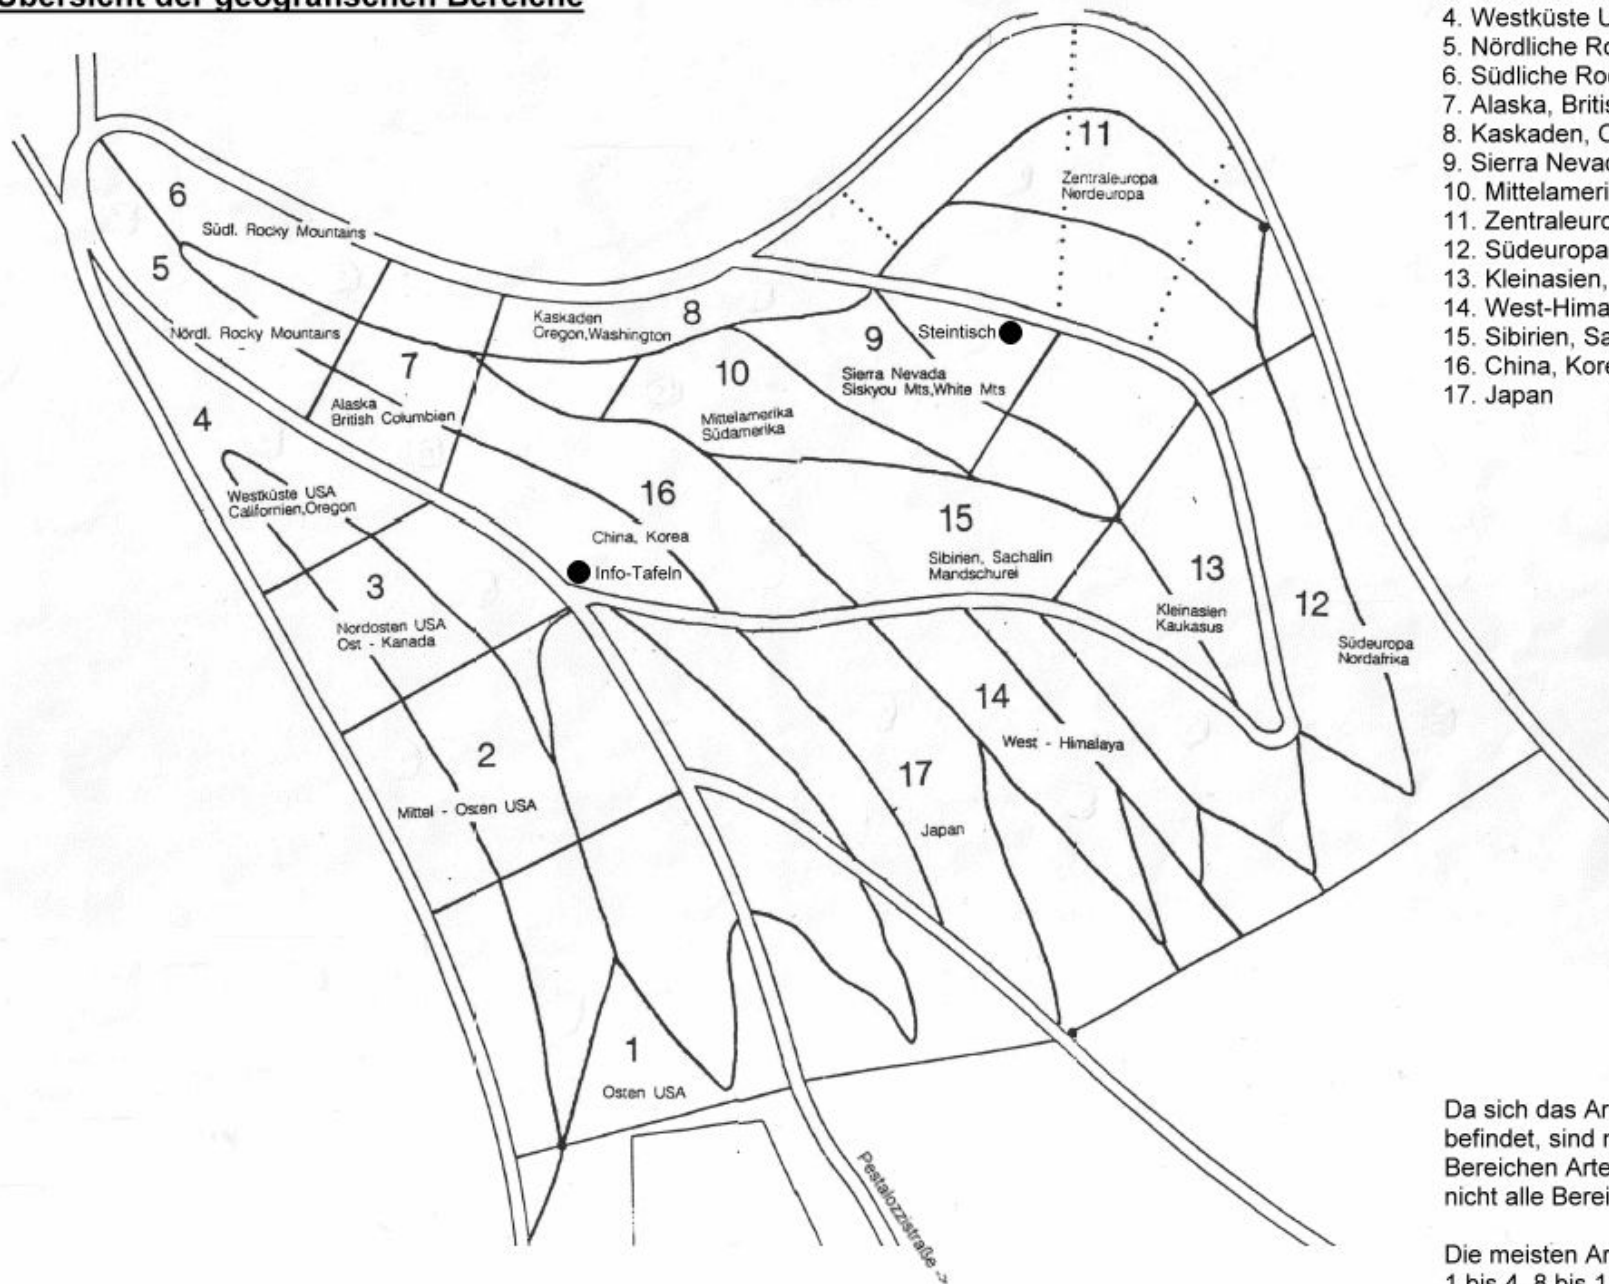 Übersicht der geografischen Bereiche
4. Westküste U
5. Nördliche Ro
6. Südliche Ro
7. Alaska, Britis
8. Kaskaden, O
9. Sierra Nevad
10. Mittelameri
11. Zentraleuro
12. Südeuropa
13. Kleinasien,
14. West-Hima
15. Sibirien, Sa
16. China, Kore
17. Japan
6
Südl. Rocky Mountains
5
Nördl. Rocky Mountains
7
Alaska
British Columbien
8
Kaskaden
Oregon,Washington
11
Zentraleuropa
Nordeuropa
9
Sierra Nevada
Siskyou Mts,White Mts
Steintisch
10
Mittelamerika
Südamerika
4
Westküste USA
Californien,Oregon
16
China, Korea
Info-Tafeln
15
Sibirien, Sachalin
Mandschurei
13
Kleinasien
Kaukasus
12
Südeuropa
Nordafrika
3
Nordosten USA
Ost - Kanada
14
West - Himalaya
2
Mittel - Osten USA
17
Japan
1
Osten USA
Pestalozzistraße ->
Da sich das Ar
befindet, sind
Bereichen Arte
nicht alle Berei
Die meisten Ar
1 bis 4, 8 bis 1